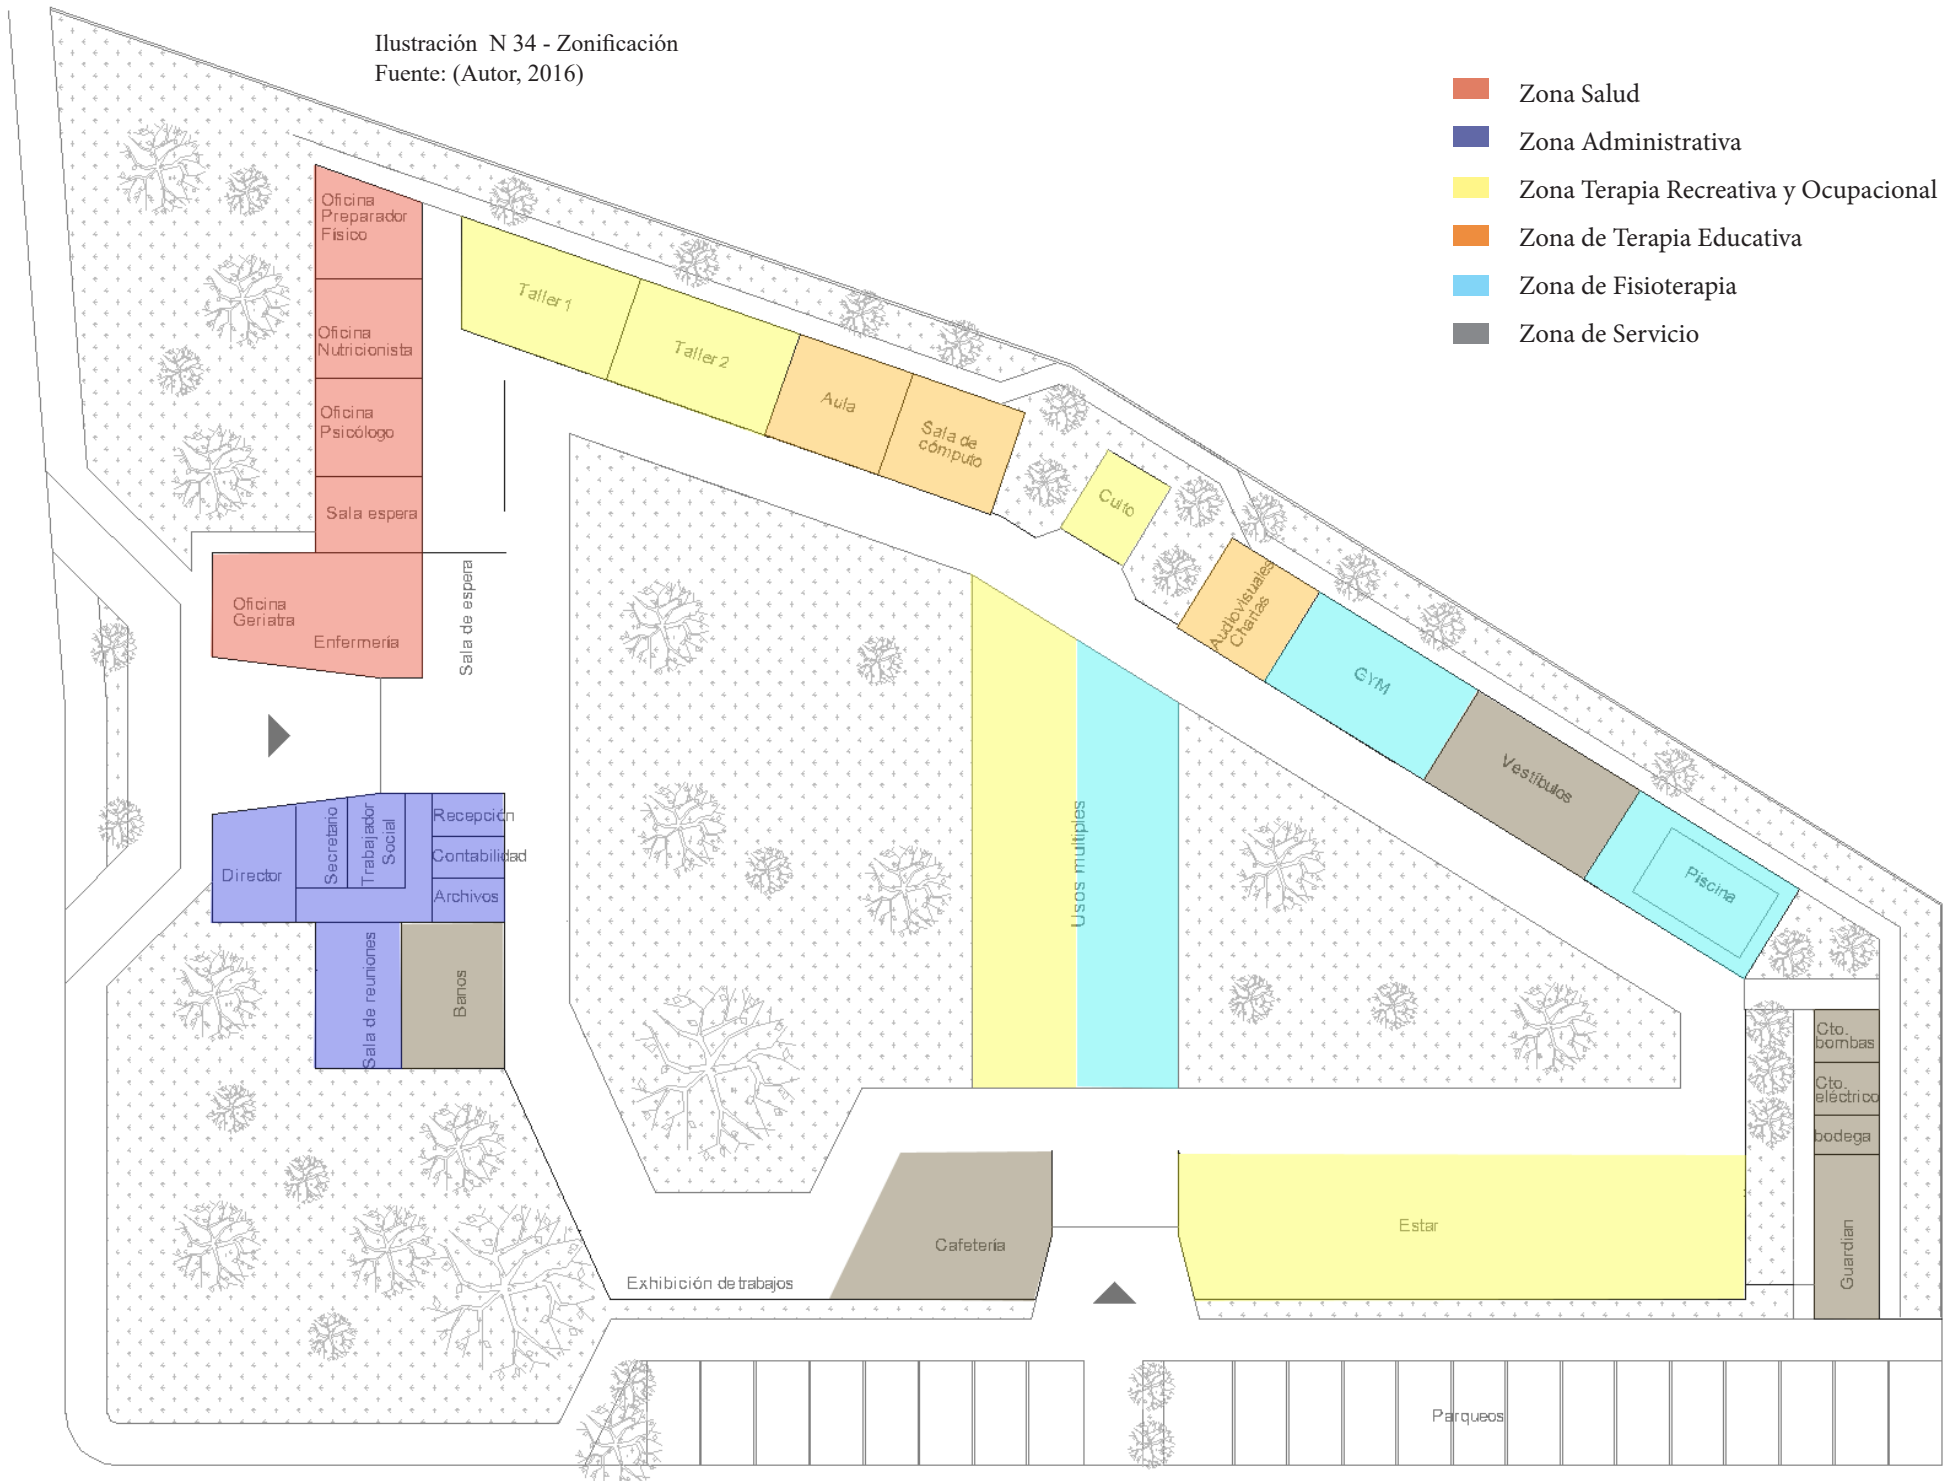 Ilustración  N 34 - Zonificación
Fuente: (Autor, 2016)
Zona Salud
Zona Administrativa
Zona Terapia Recreativa y Ocupacional
Zona de Terapia Educativa
Zona de Fisioterapia
Zona de Servicio
Oficina
Preparador
Físico
Oficina
Nutricionista
Oficina
Psicólogo
Sala espera
Oficina
Geriatra
Enfermería
Sala de espera
Taller 1
Taller 2
Aula
Sala de
cómputo
Culto
Audiovisuales
Charlas
GYM
Vestíbulos
Piscina
Usos multiples
Director
Secretario
Trabajador
Social
Recepción
Contabilidad
Archivos
Sala de reuniones
Banos
Cto.
bombas
Cto.
eléctrico
bodega
Guardian
Estar
Cafetería
Exhibición de trabajos
Parqueos